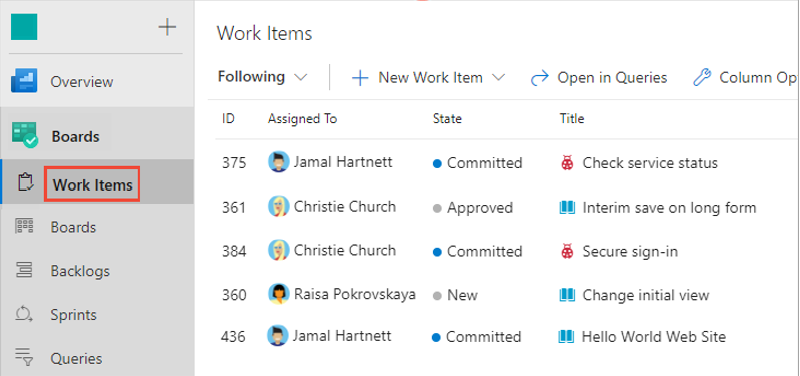 Overview
Boards
Work Items
Boards
Backlogs
Sprints
Queries
Work Items
Following New Work Item Open in Queries Column Op
ID Assigned To State Title
375 Jamal Hartnett Committed Check service status
361 Christie Church Approved Interim save on long form
384 Christie Church Committed Secure sign-in
360 Raisa Pokrovskaya New Change initial view
436 Jamal Hartnett Committed Hello World Web Site